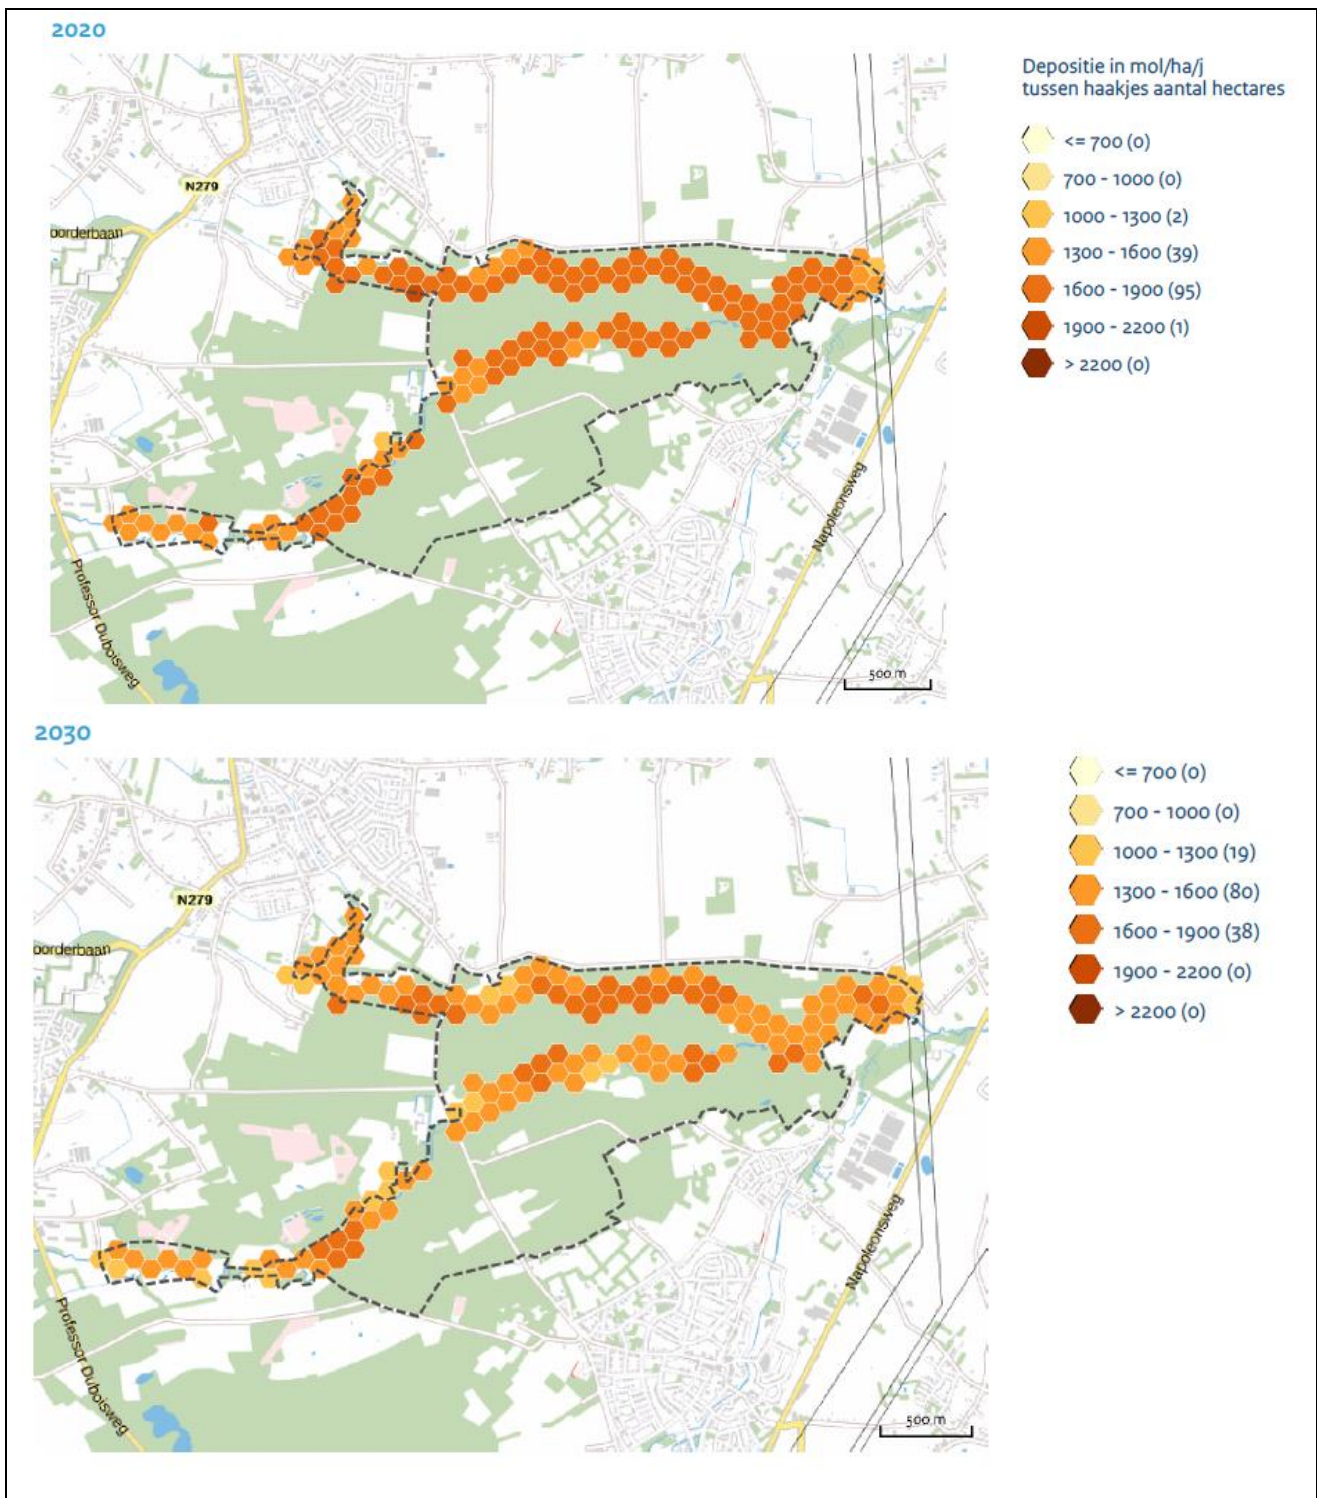 2020
Depositie in mol/ha/j
tussen haakjes aantal hectares
<= 700 (0)
700 - 1000 (0)
1000 - 1300 (2)
1300 - 1600 (39)
1600 - 1900 (95)
1900 - 2200 (1)
> 2200 (0)
N279
oorderbaan
Napoleonsweg
Professor Duboisweg
500 m
2030
<= 700 (0)
700 - 1000 (0)
1000 - 1300 (19)
1300 - 1600 (80)
1600 - 1900 (38)
1900 - 2200 (0)
> 2200 (0)
N279
oorderbaan
Napoleonsweg
Professor Duboisweg
500 m